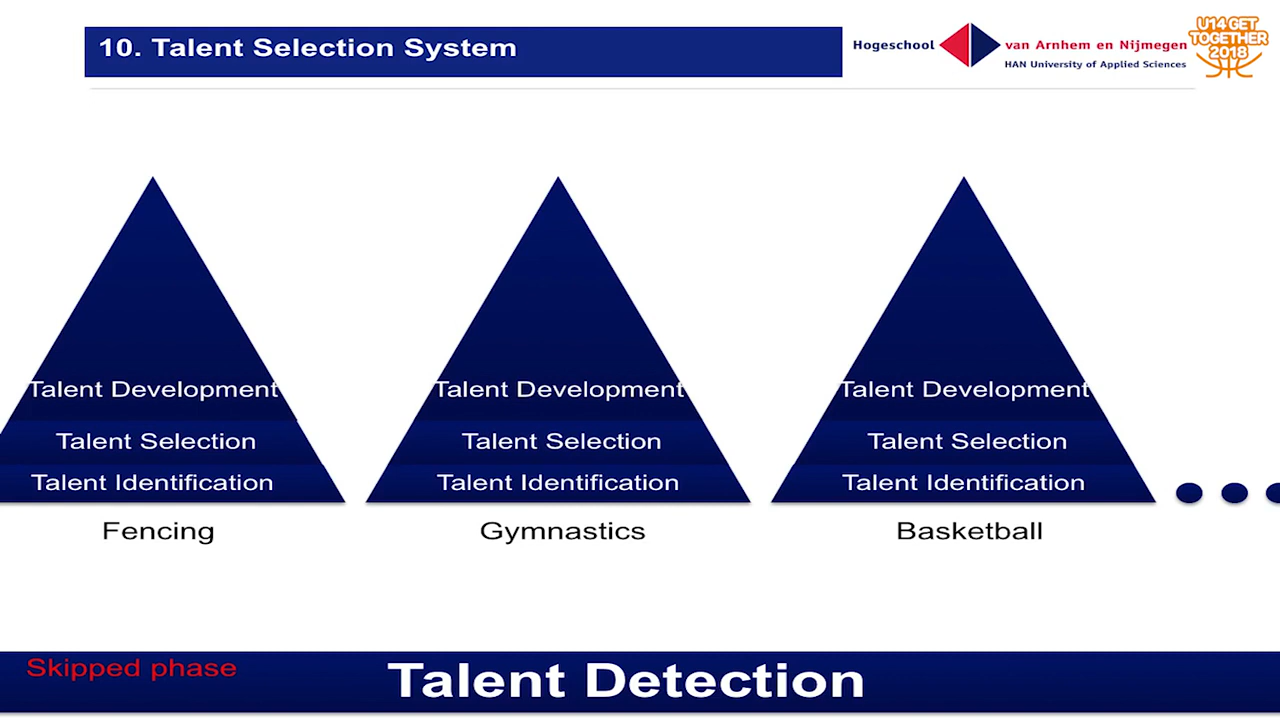 10. Talent Selection System
Hogeschool van Arnhem en Nijmegen
HAN University of Applied Sciences
U14 GET
TOGETHER
2018
Talent Development
Talent Selection
Talent Identification
Fencing
Talent Development
Talent Selection
Talent Identification
Gymnastics
Talent Development
Talent Selection
Talent Identification
Basketball
Skipped phase
Talent Detection